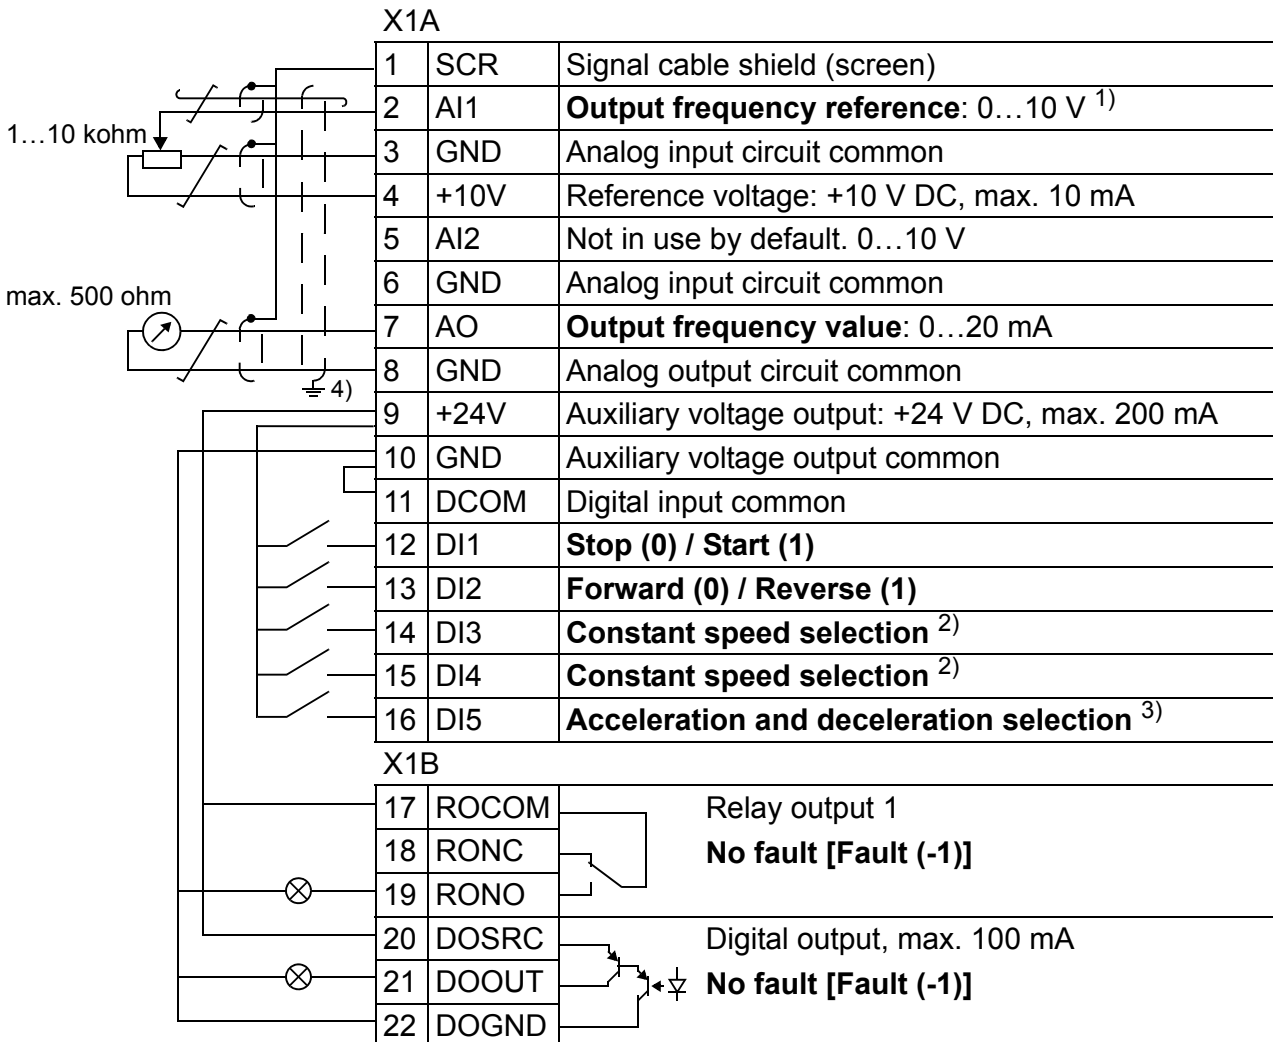 X1A
1 SCR Signal cable shield (screen)
2 AI1 Output frequency reference: 0…10 V 1)
1…10 kohm
3 GND Analog input circuit common
4 +10V Reference voltage: +10 V DC, max. 10 mA
5 AI2 Not in use by default. 0…10 V
6 GND Analog input circuit common
max. 500 ohm
7 AO Output frequency value: 0…20 mA
8 GND Analog output circuit common
4)
9 +24V Auxiliary voltage output: +24 V DC, max. 200 mA
10 GND Auxiliary voltage output common
11 DCOM Digital input common
12 DI1 Stop (0) / Start (1)
13 DI2 Forward (0) / Reverse (1)
14 DI3 Constant speed selection 2)
15 DI4 Constant speed selection 2)
16 DI5 Acceleration and deceleration selection 3)
X1B
17 ROCOM Relay output 1
18 RONC No fault [Fault (-1)]
19 RONO
20 DOSRC Digital output, max. 100 mA
21 DOOUT No fault [Fault (-1)]
22 DOGND